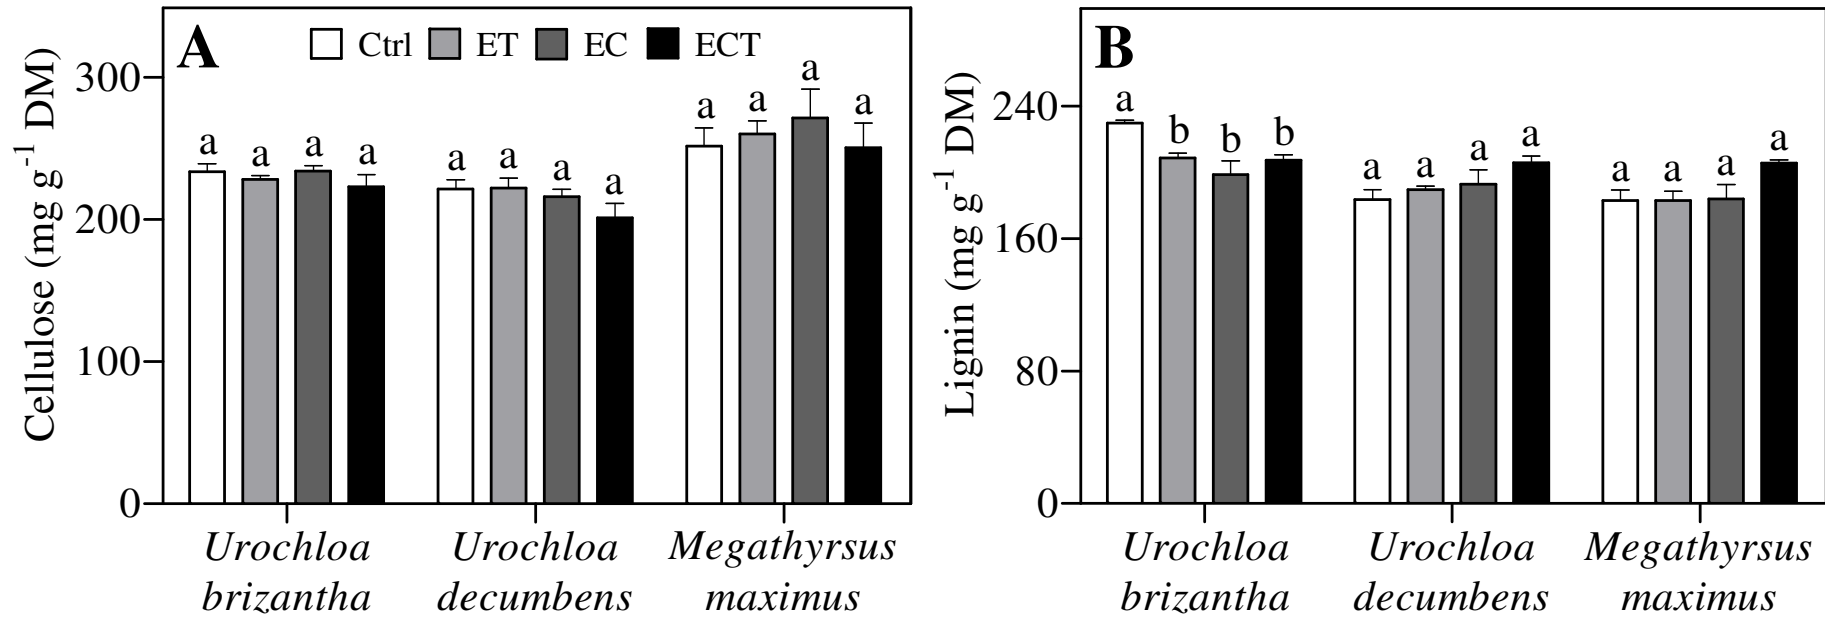 A
Ctrl ET EC ECT
Cellulose (mg g-1 DM)
300
200
100
0
a a a a
a a a a
a a a a
Urochloa brizantha
Urochloa decumbens
Megathyrsus maximus
B
Lignin (mg g-1 DM)
240
160
80
0
a b b b
a a a a
a a a a
Urochloa brizantha
Urochloa decumbens
Megathyrsus maximus